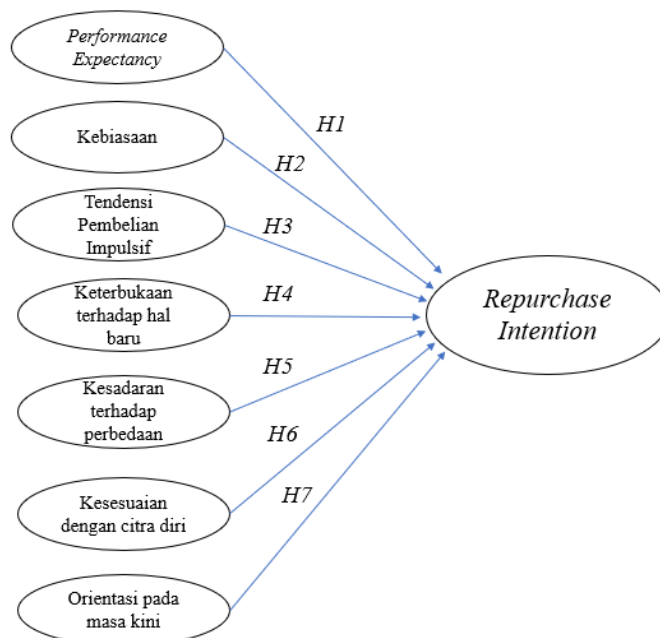 Performance
Expectancy
H1
Kebiasaan
H2
Tendensi
Pembelian
Impulsif
H3
Keterbukaan
terhadap hal
baru
H4
Repurchase
Intention
Kesadaran
terhadap
perbedaan
H5
H6
Kesesuaian
dengan citra diri
H7
Orientasi pada
masa kini